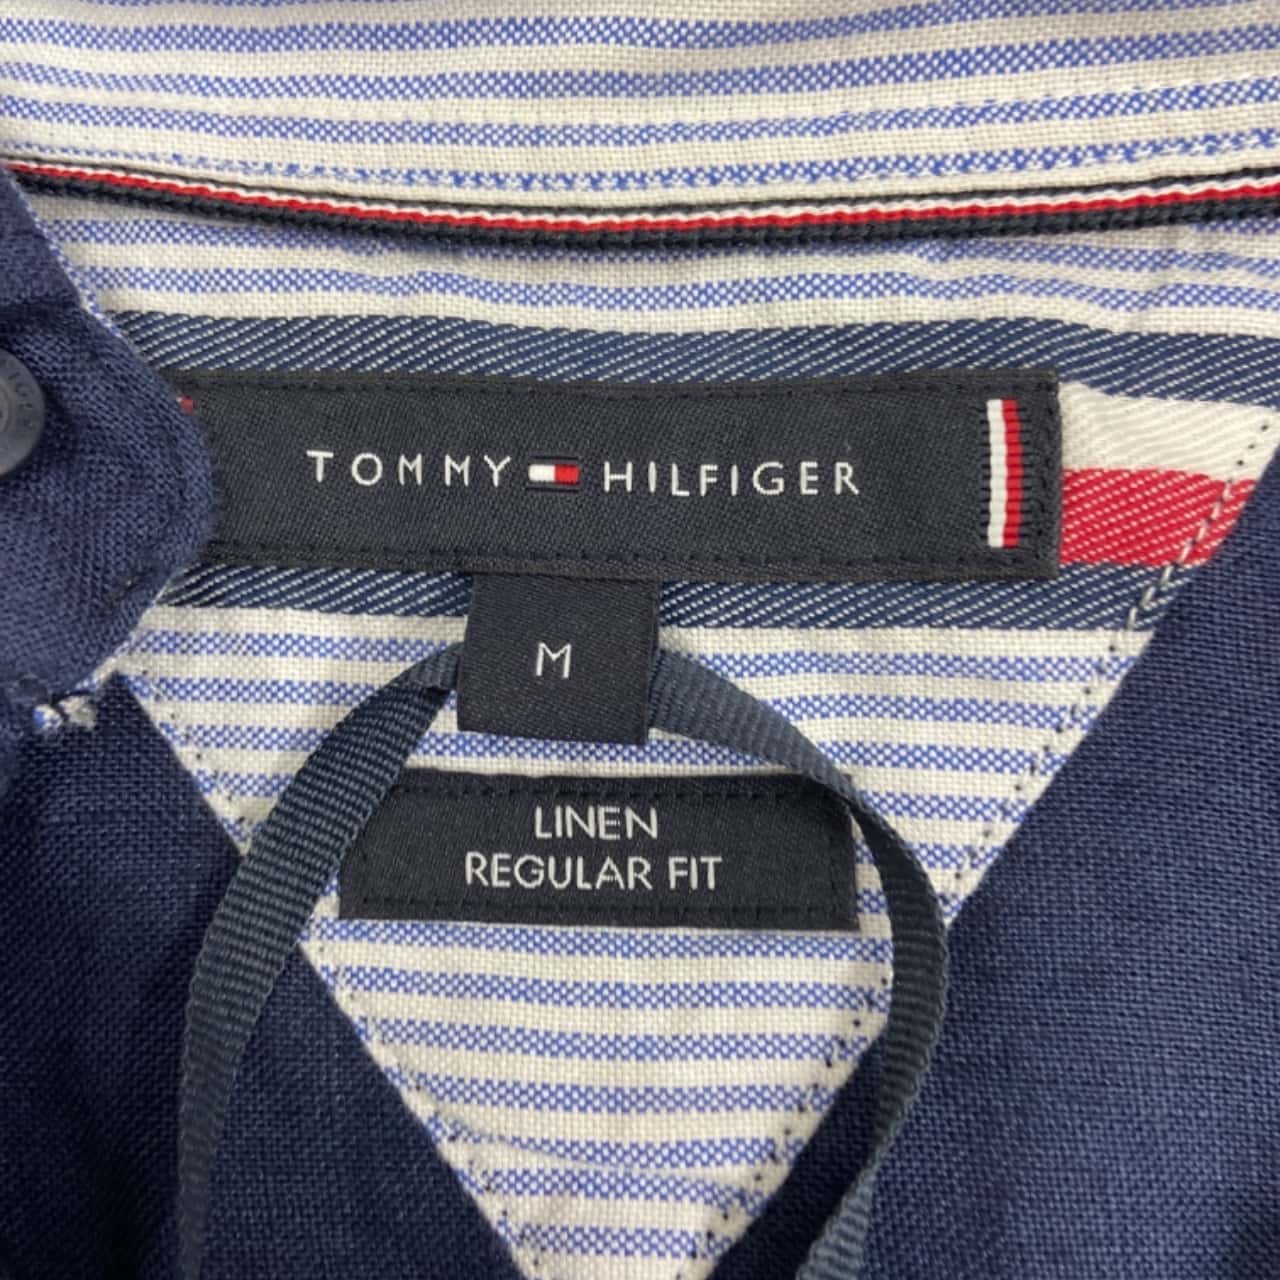 TOMMY HILFIGER
M
LINEN
REGULAR FIT